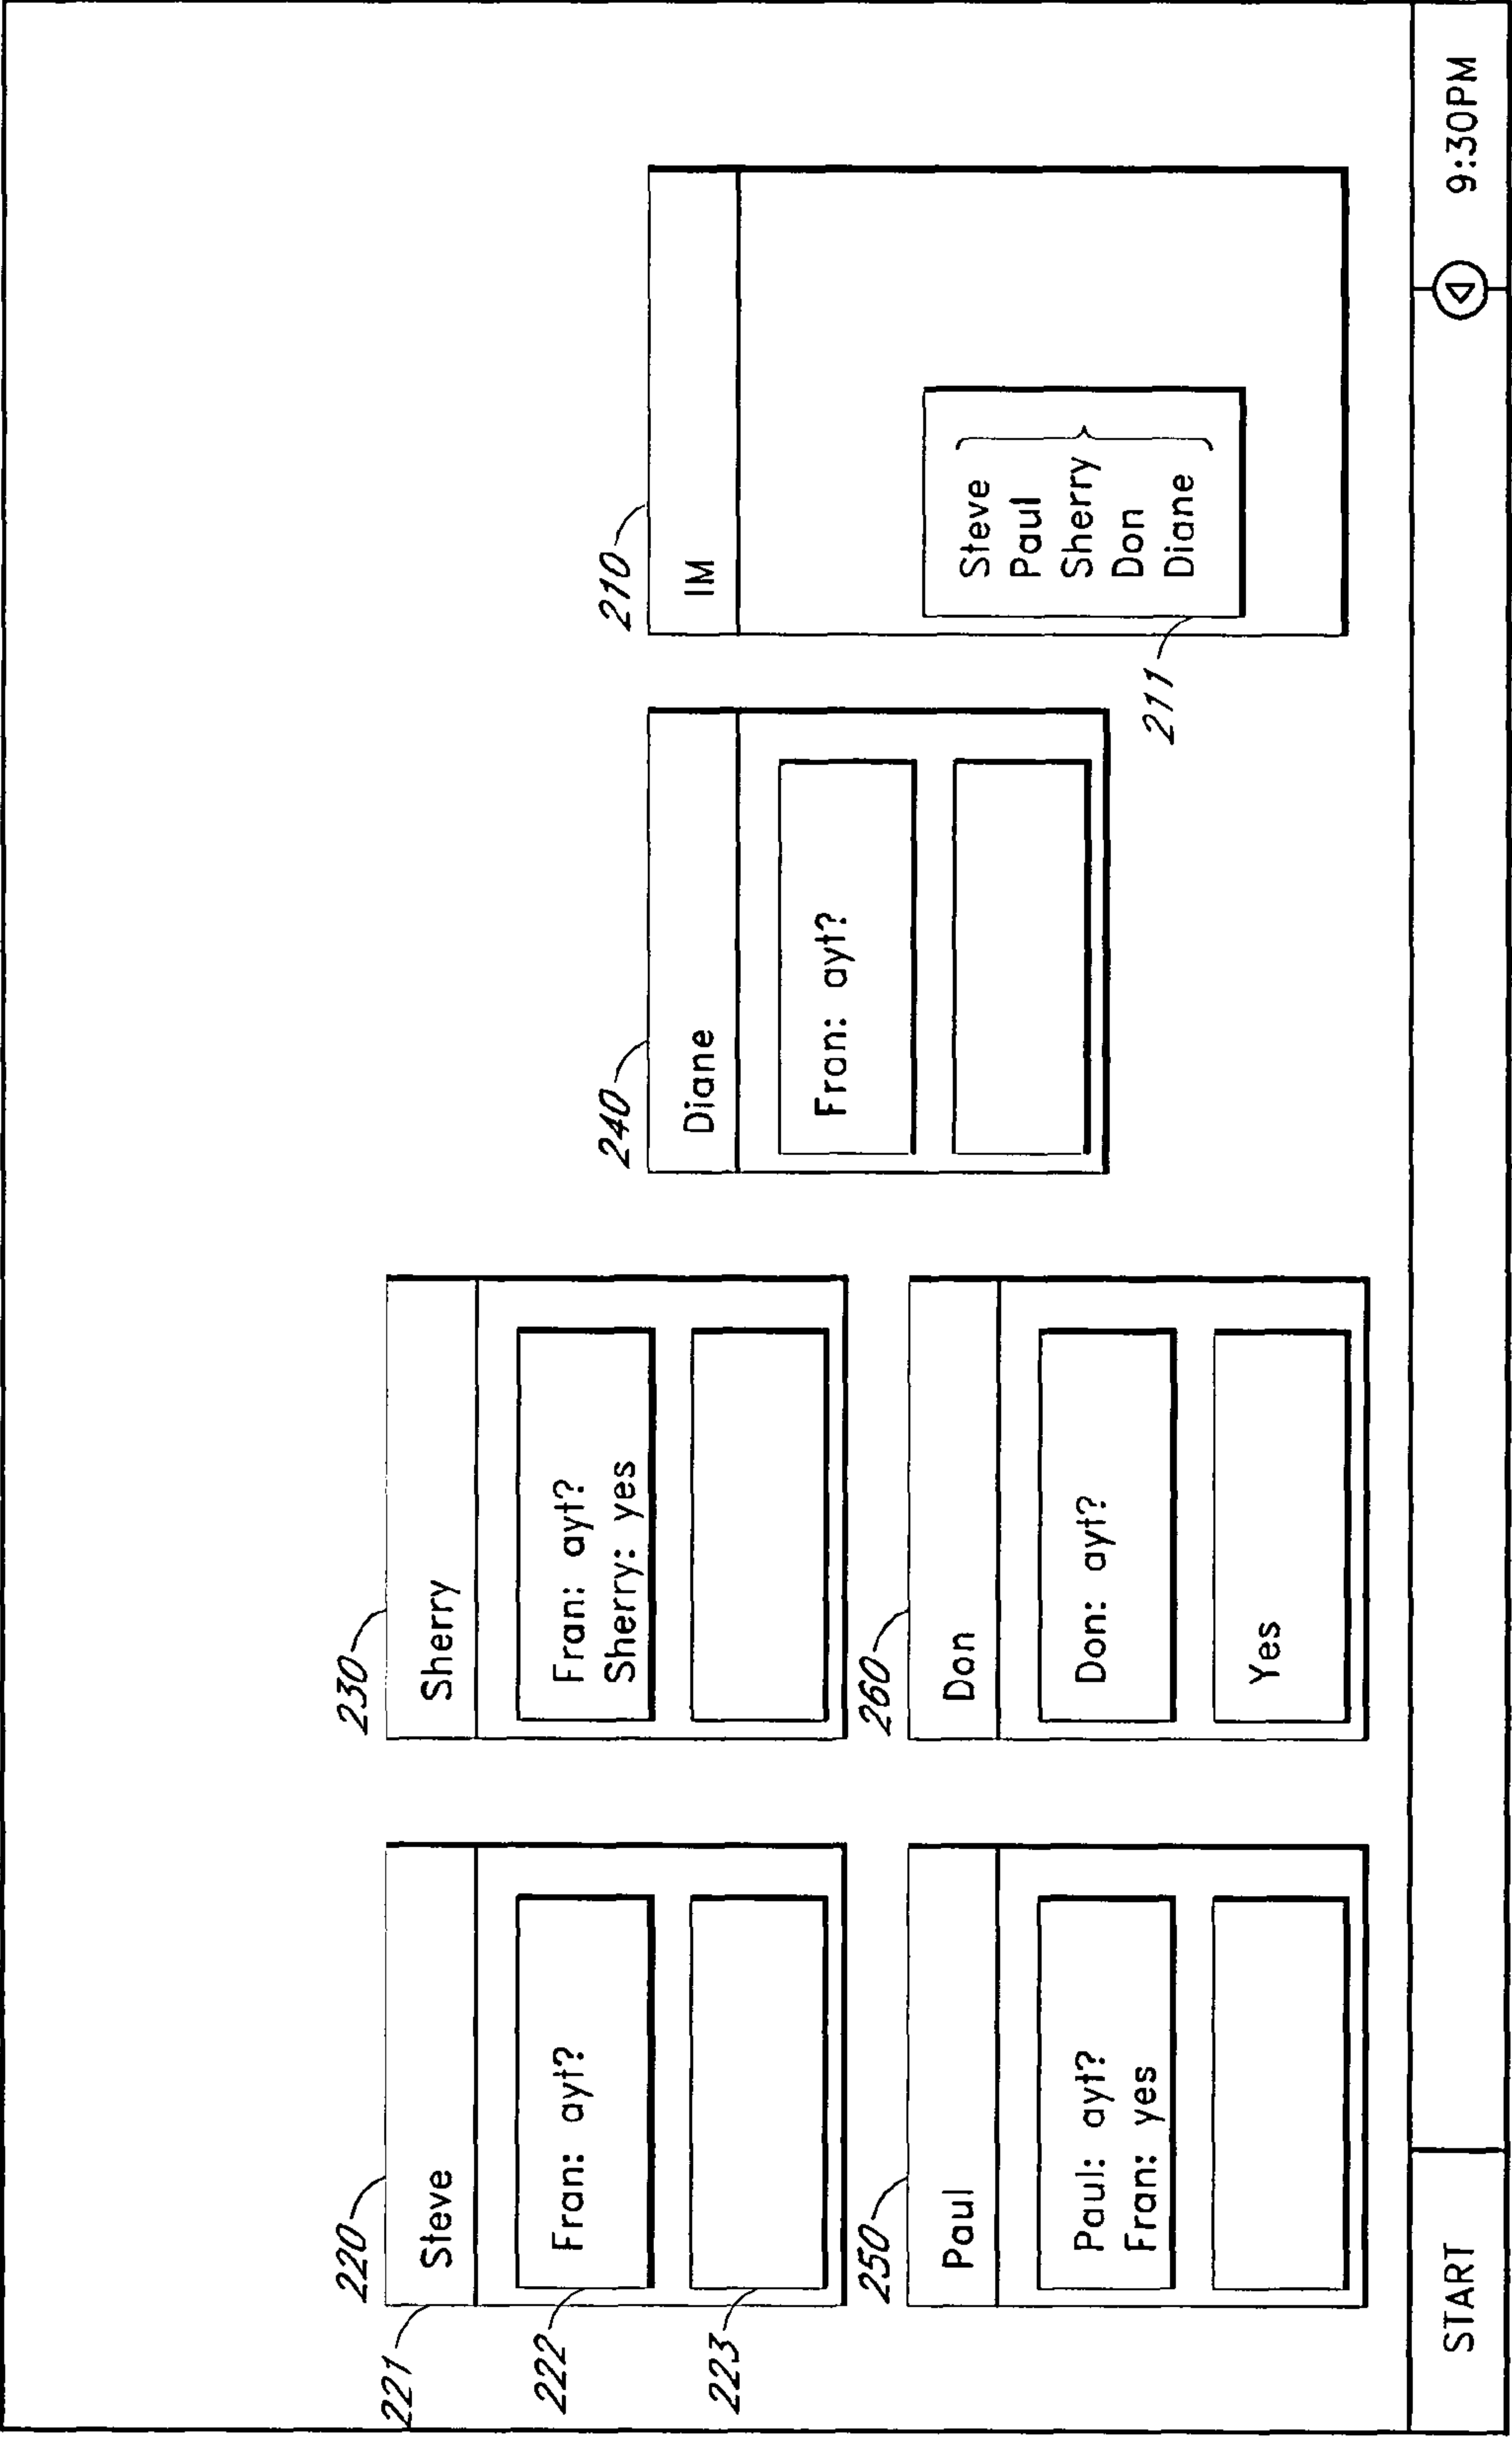 220
Steve
221
Fran: ayt?
222
223
230
Sherry
Fran: ayt?
Sherry: yes
240
Diane
Fran: ayt?
210
IM
Steve
Paul
Sherry
Don
Diane
211
250
Paul
Paul: ayt?
Fran: yes
260
Don
Don: ayt?
Yes
START
9:30PM